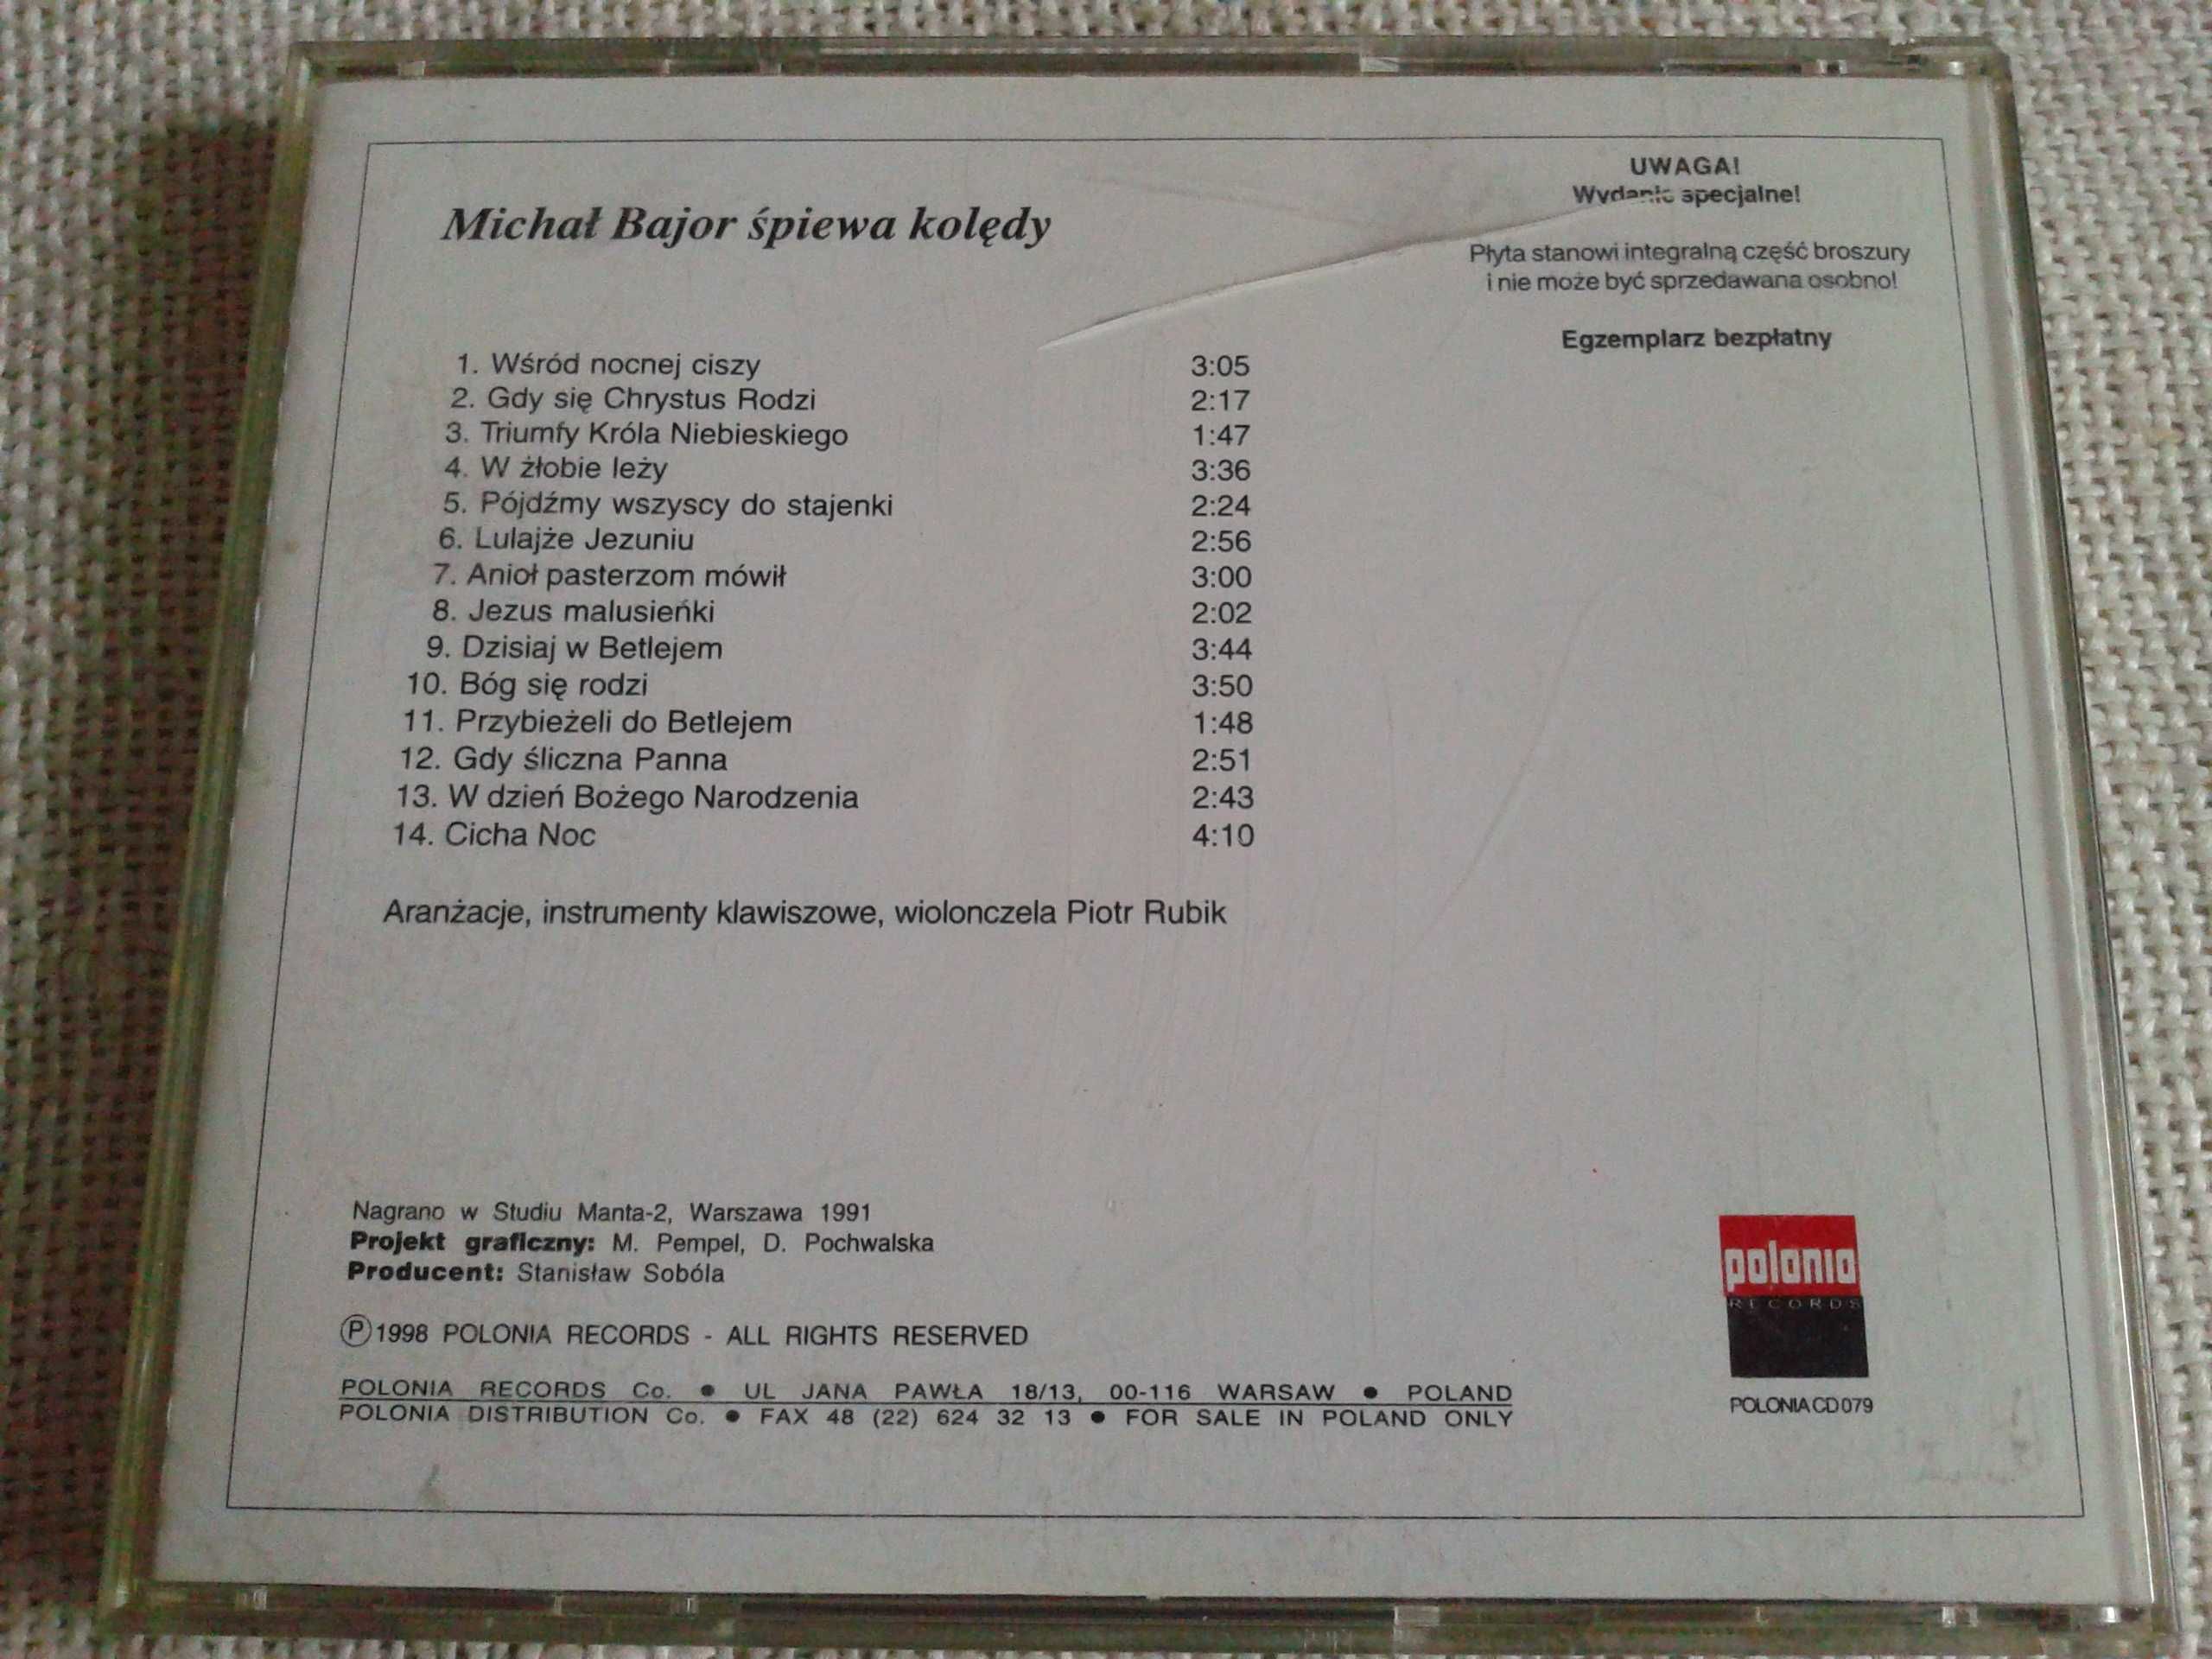 UWAGA!
Wydanie specjalne!
Płyta stanowi integralną część broszury
i nie może być sprzedawana osobno!
Egzemplarz bezpłatny
Michał Bajor śpiewa kolędy
1. Wśród nocnej ciszy 3:05
2. Gdy się Chrystus Rodzi 2:17
3. Triumfy Króla Niebieskiego 1:47
4. W żłobie leży 3:36
5. Pójdźmy wszyscy do stajenki 2:24
6. Lulajże Jezuniu 2:56
7. Anioł pasterzom mówił 3:00
8. Jezus malusieńki 2:02
9. Dzisiaj w Betlejem 3:44
10. Bóg się rodzi 3:50
11. Przybieżeli do Betlejem 1:48
12. Gdy śliczna Panna 2:51
13. W dzień Bożego Narodzenia 2:43
14. Cicha Noc 4:10
Aranżacje, instrumenty klawiszowe, wiolonczela Piotr Rubik
Nagrano w Studiu Manta-2, Warszawa 1991
Projekt graficzny: M. Pempel, D. Pochwalska
Producent: Stanisław Sobóla
Ⓟ1998 POLONIA RECORDS - ALL RIGHTS RESERVED
POLONIA RECORDS Co. ● UL JANA PAWŁA 18/13, 00-116 WARSAW ● POLAND
POLONIA DISTRIBUTION Co. ● FAX 48 (22) 624 32 13 ● FOR SALE IN POLAND ONLY
polonia
RECORDS
POLONIA CD 079